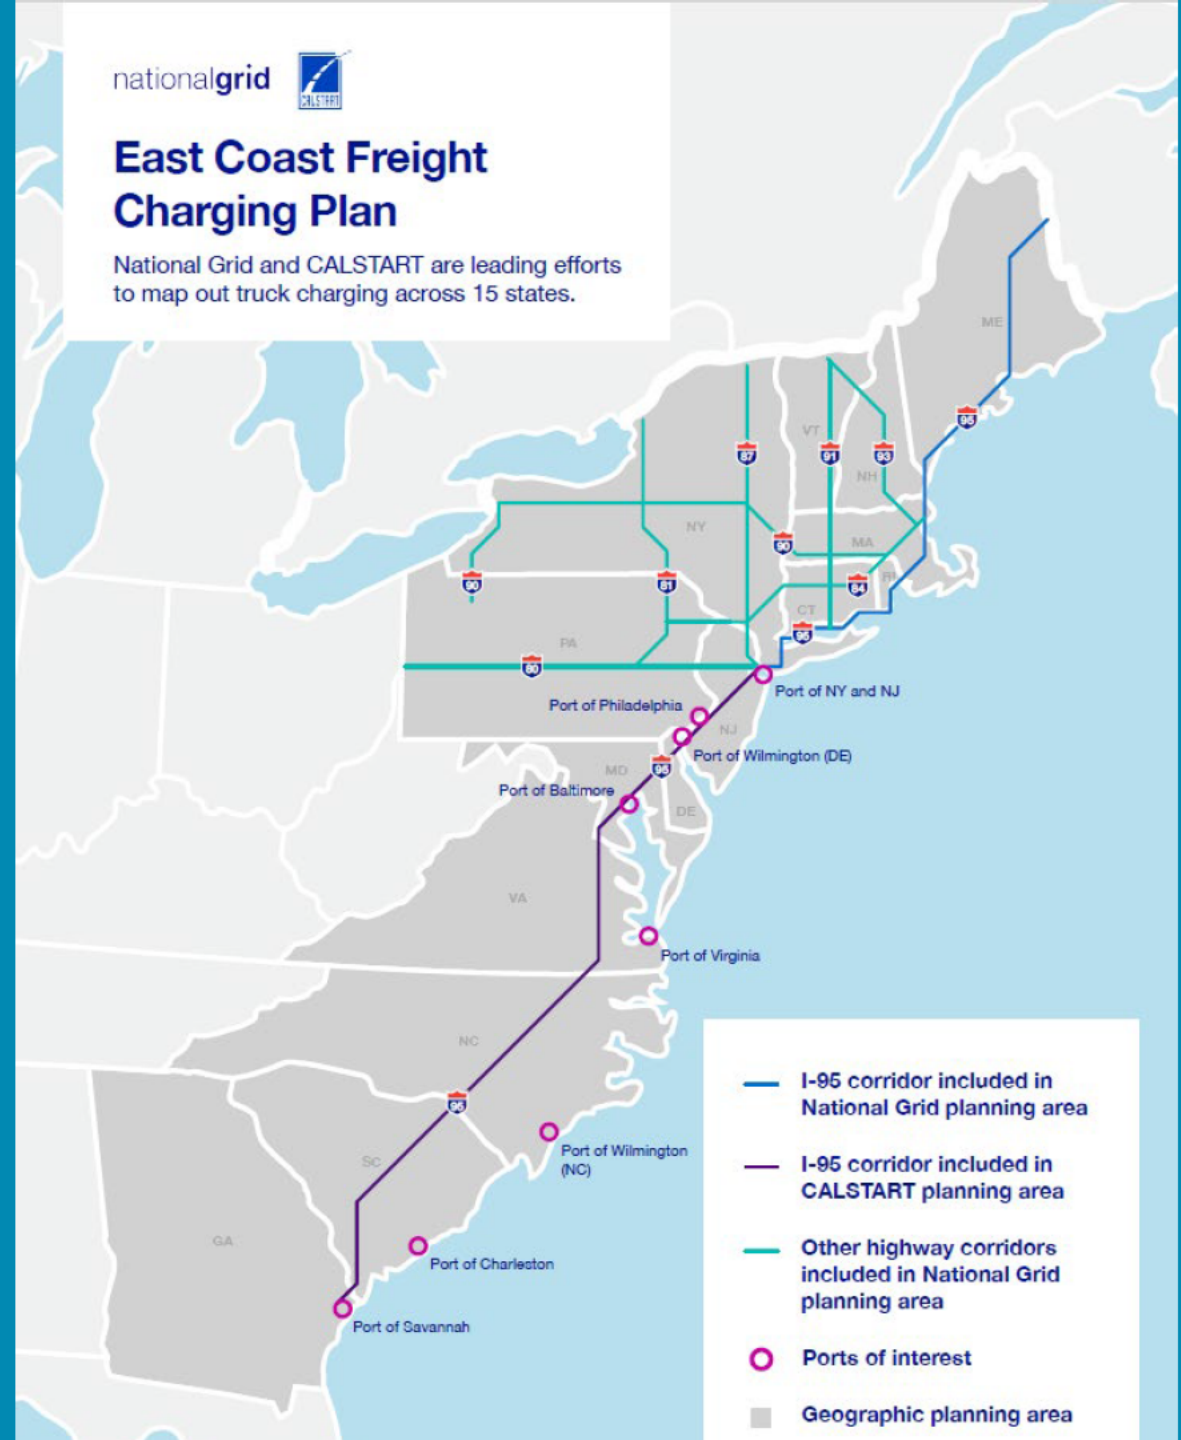 nationalgrid
CALSTART
East Coast Freight
Charging Plan
National Grid and CALSTART are leading efforts
to map out truck charging across 15 states.
ME
95
VT
87
91
93
NH
NY
90
MA
90
81
84
RI
CT
95
PA
80
Port of NY and NJ
Port of Philadelphia
NJ
Port of Wilmington (DE)
MD
95
Port of Baltimore
DE
VA
Port of Virginia
NC
95
Port of Wilmington
(NC)
SC
GA
Port of Charleston
Port of Savannah
I-95 corridor included in
National Grid planning area
I-95 corridor included in
CALSTART planning area
Other highway corridors
included in National Grid
planning area
Ports of interest
Geographic planning area